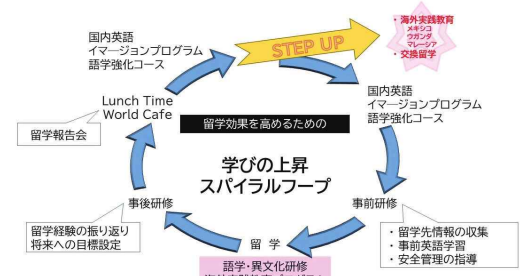 国内英語
イマージョンプログラム
語学強化コース
STEP UP
・海外実践教育
メキシコ
ウガンダ
マレーシア
・交換留学
国内英語
イマージョンプログラム
語学強化コース
Lunch Time
World Cafe
留学報告会
留学効果を高めるための
学びの上昇
スパイラルフープ
事後研修
事前研修
留学経験の振り返り
将来への目標設定
・留学先情報の収集
・事前英語学習
・安全管理の指導
留 学
語学・異文化研修